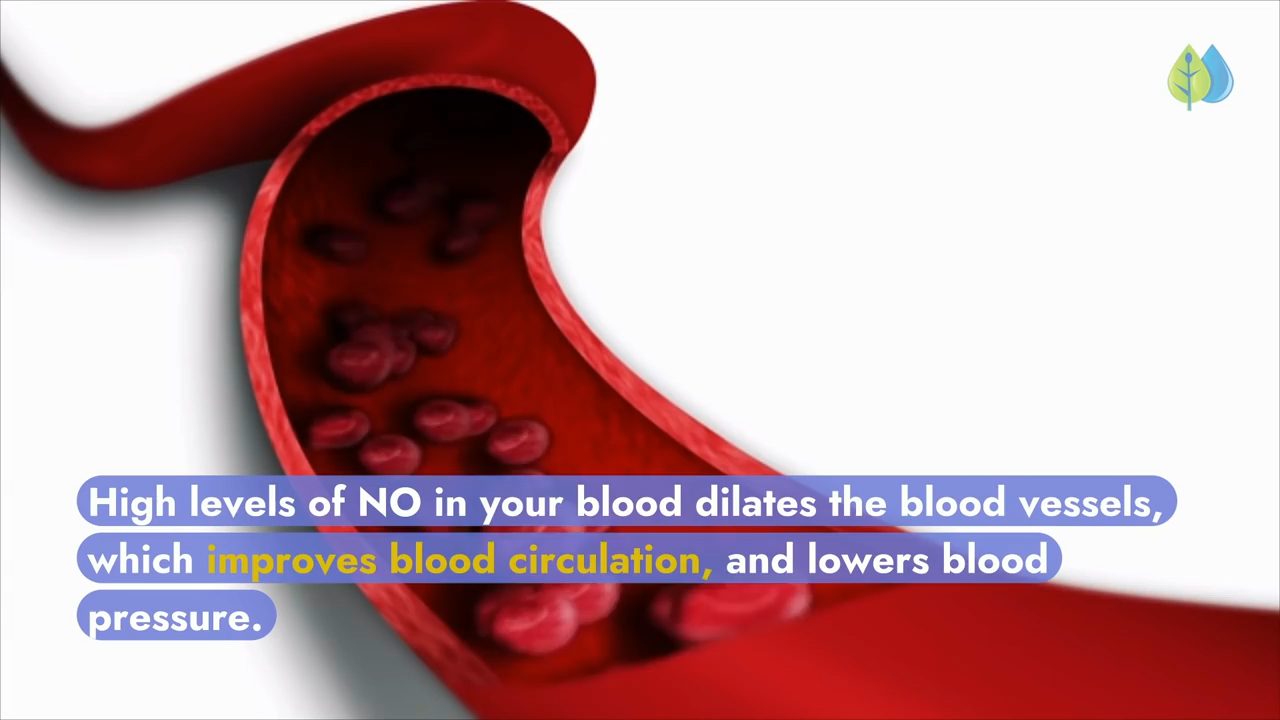 High levels of NO in your blood dilates the blood vessels,
which improves blood circulation, and lowers blood
pressure.